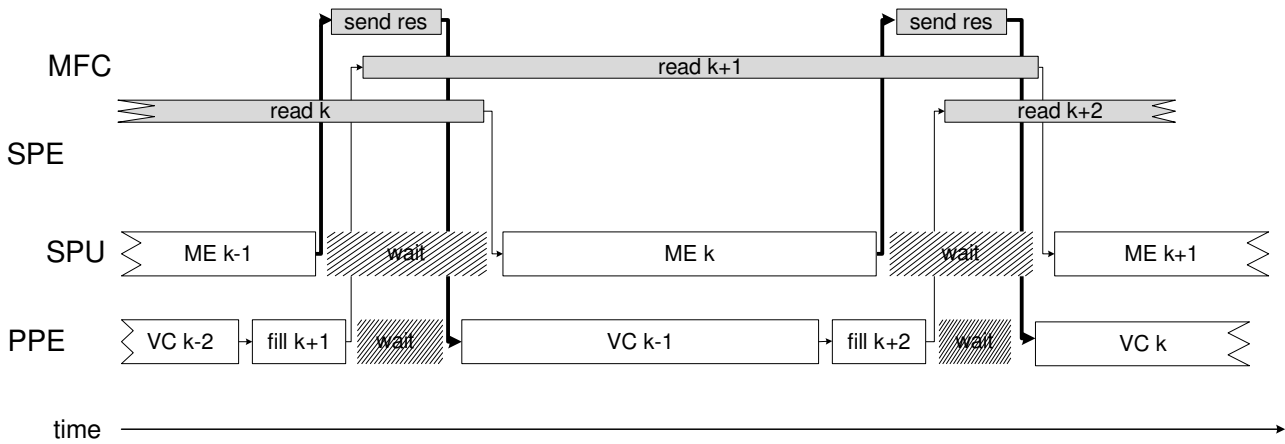 send res send res
MFC read k+1
read k read k+2
SPE
SPU ME k-1 wait ME k wait ME k+1
PPE VC k-2 fill k+1 wait VC k-1 fill k+2 wait VC k
time